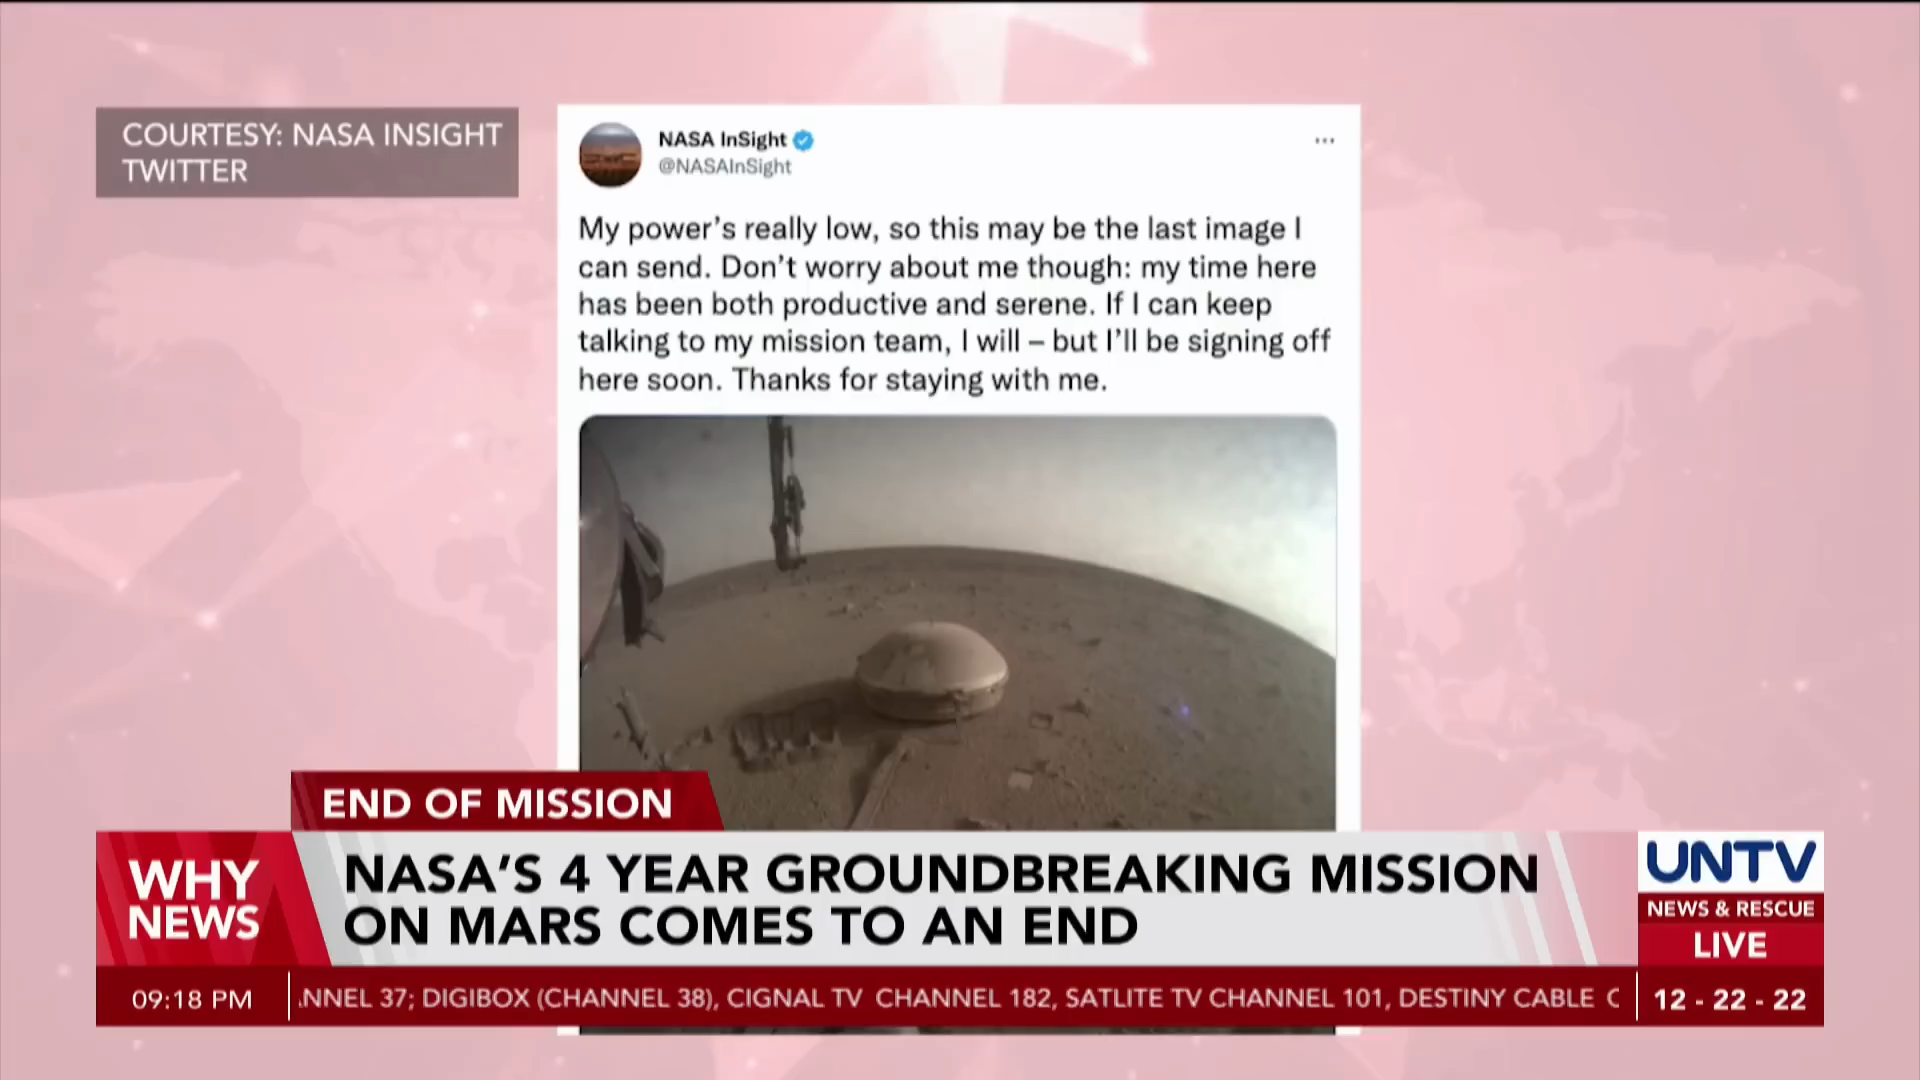 COURTESY: NASA INSIGHT
TWITTER
NASA InSight
@NASAInSight
My power's really low, so this may be the last image I
can send. Don't worry about me though: my time here
has been both productive and serene. If I can keep
talking to my mission team, I will – but I'll be signing off
here soon. Thanks for staying with me.
END OF MISSION
WHY
NEWS
NASA'S 4 YEAR GROUNDBREAKING MISSION
ON MARS COMES TO AN END
UNTV
NEWS & RESCUE
LIVE
09:18 PM
NNEL 37; DIGIBOX (CHANNEL 38), CIGNAL TV CHANNEL 182, SATLITE TV CHANNEL 101, DESTINY CABLE
12 - 22 - 22